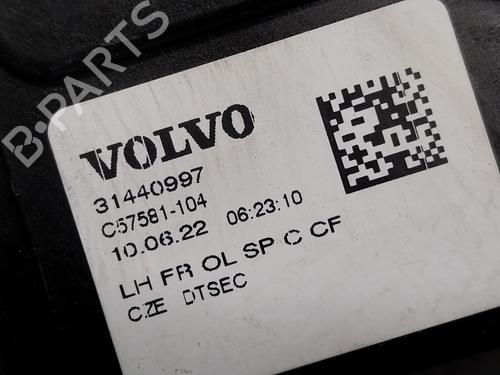 B-PARTS
VOLVO
31440997
C57581-104
10.06.22 06:23:10
LH FR OL SP C CF
CZE DTSEC